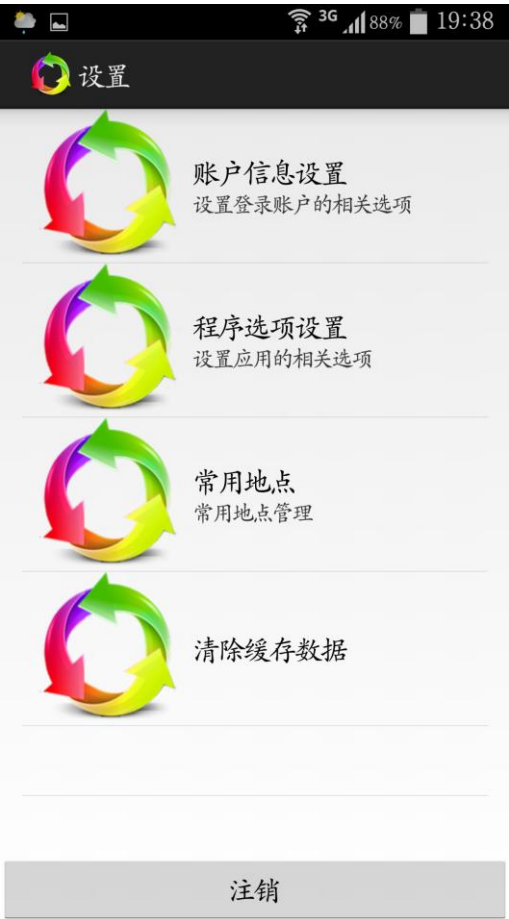 3G 88% 19:38
设置
账户信息设置
设置登录账户的相关选项
程序选项设置
设置应用的相关选项
常用地点
常用地点管理
清除缓存数据
注销